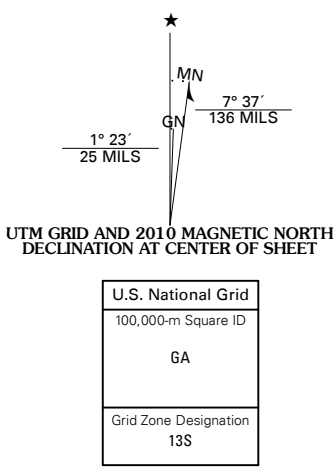 ★
MN
7° 37´
136 MILS
GN
1° 23´
25 MILS
UTM GRID AND 2010 MAGNETIC NORTH
DECLINATION AT CENTER OF SHEET
U.S. National Grid
100,000-m Square ID
GA
Grid Zone Designation
13S